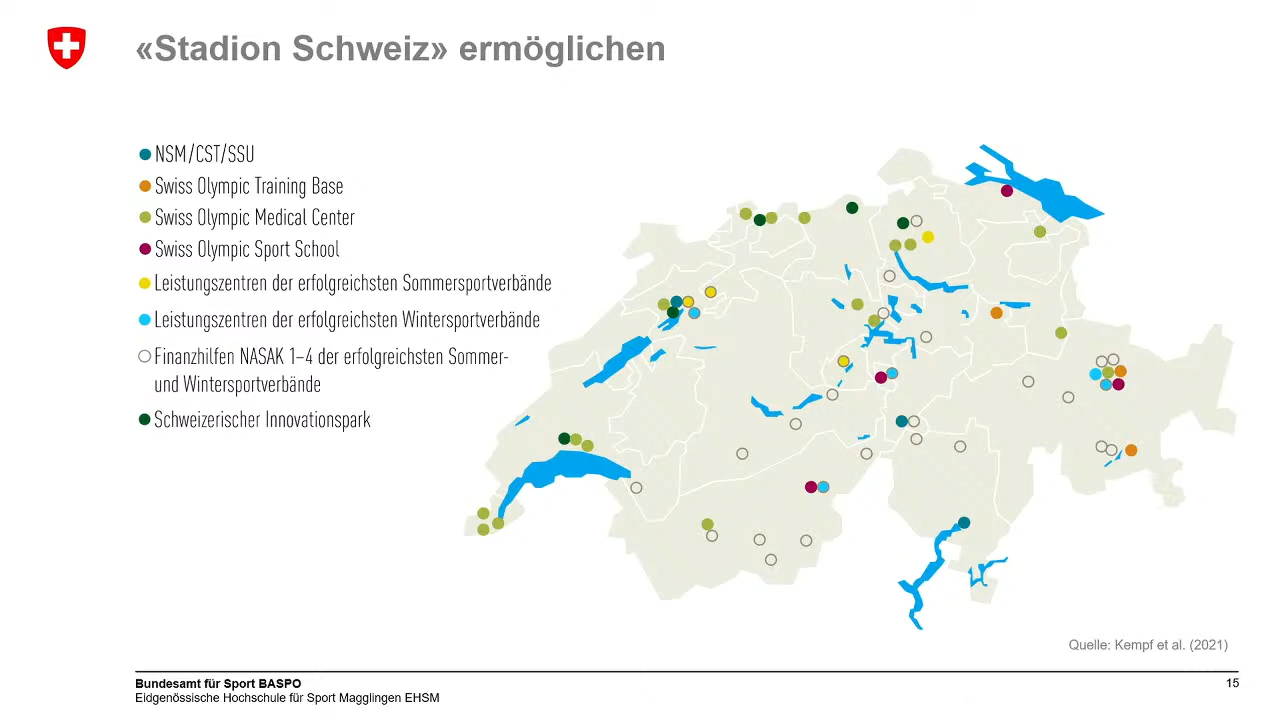 «Stadion Schweiz» ermöglichen
NSM/CST/SSU
Swiss Olympic Training Base
Swiss Olympic Medical Center
Swiss Olympic Sport School
Leistungszentren der erfolgreichsten Sommersportverbände
Leistungszentren der erfolgreichsten Wintersportverbände
Finanzhilfen NASAK 1–4 der erfolgreichsten Sommer-
und Wintersportverbände
Schweizerischer Innovationspark
Quelle: Kempf et al. (2021)
Bundesamt für Sport BASPO
15
Eidgenössische Hochschule für Sport Magglingen EHSM